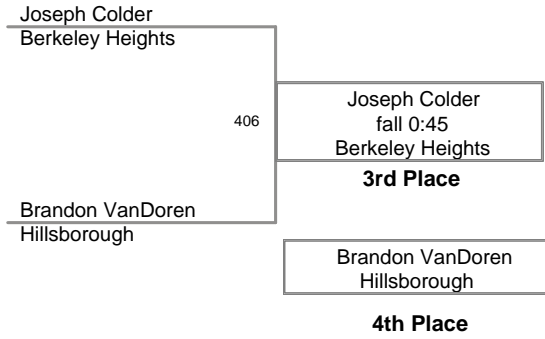 Joseph Colder
Berkeley Heights
406
Joseph Colder
fall 0:45
Berkeley Heights
3rd Place
Brandon VanDoren
Hillsborough
Brandon VanDoren
Hillsborough
4th Place